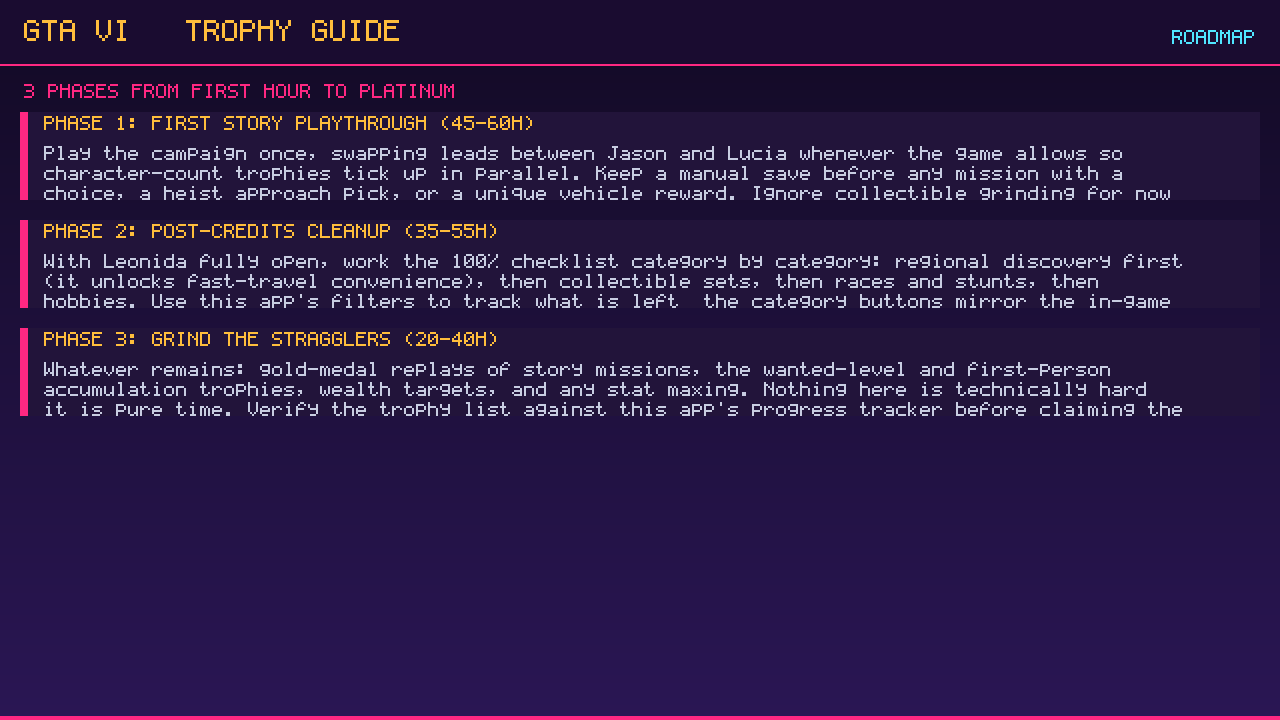 GTA VI TROPHY GUIDE
ROADMAP
3 PHASES FROM FIRST HOUR TO PLATINUM
PHASE 1: FIRST STORY PLAYTHROUGH (45-60H)
Play the campaign once, swapping leads between Jason and Lucia whenever the game allows so
character-count trophies tick up in parallel. Keep a manual save before any mission with a
choice, a heist approach pick, or a unique vehicle reward. Ignore collectible grinding for now
PHASE 2: POST-CREDITS CLEANUP (35-55H)
With Leonida fully open, work the 100% checklist category by category: regional discovery first
(it unlocks fast-travel convenience), then collectible sets, then races and stunts, then
hobbies. Use this app's filters to track what is left the category buttons mirror the in-game
PHASE 3: GRIND THE STRAGGLERS (20-40H)
Whatever remains: gold-medal replays of story missions, the wanted-level and first-person
accumulation trophies, wealth targets, and any stat maxing. Nothing here is technically hard
it is pure time. Verify the trophy list against this app's progress tracker before claiming the